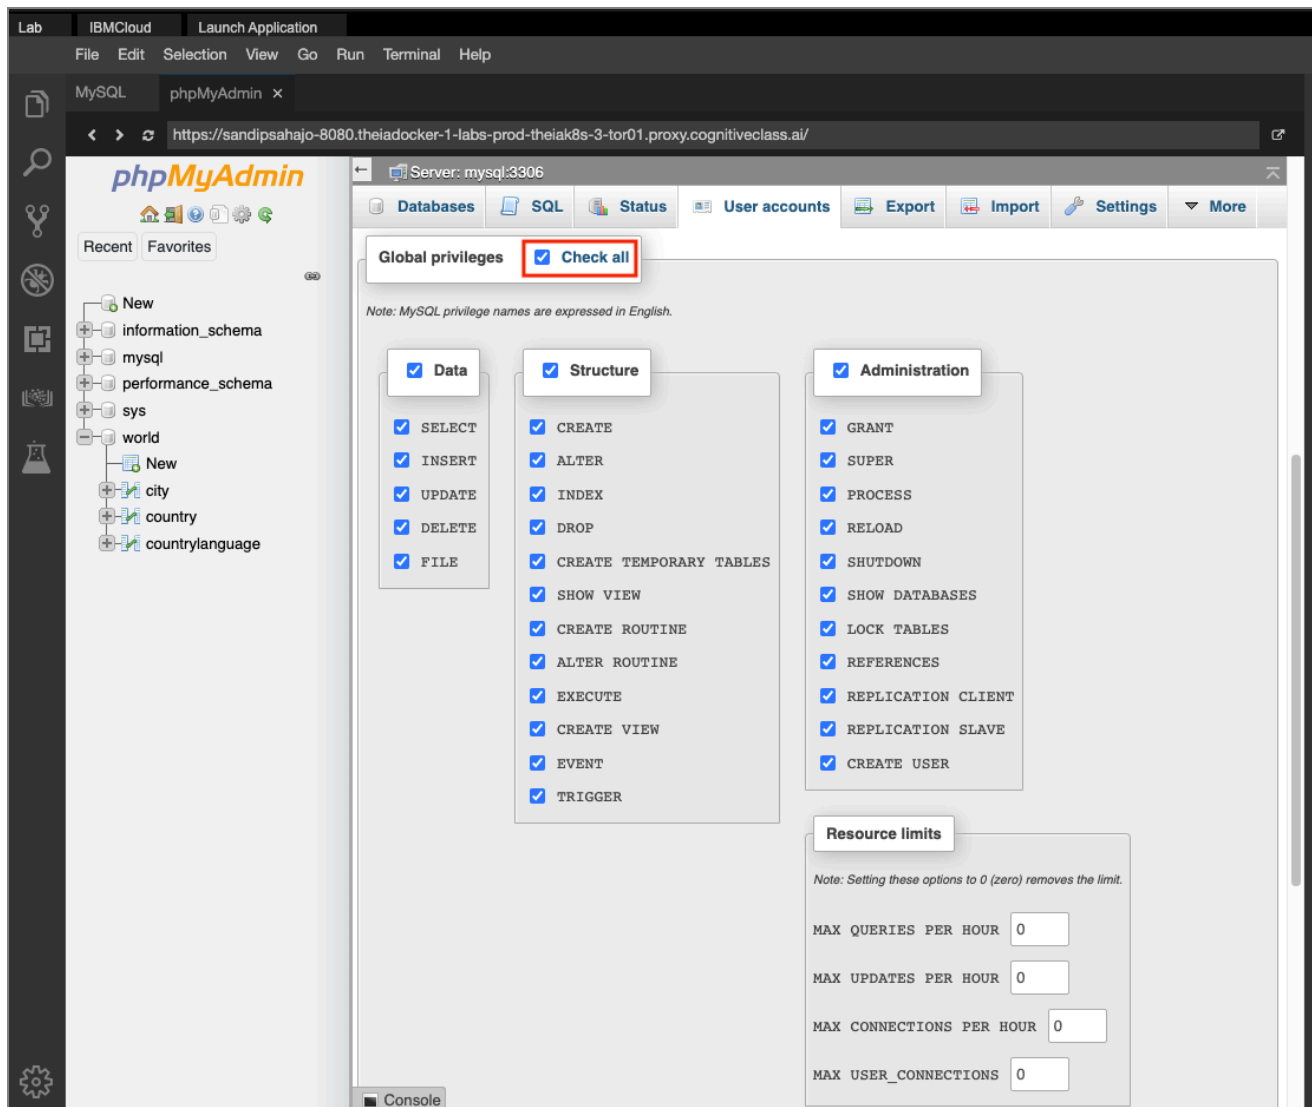 Lab IBMCloud Launch Application
File Edit Selection View Go Run Terminal Help
MySQL phpMyAdmin ×
https://sandipsahajo-8080.theiadocker-1-labs-prod-theiak8s-3-tor01.proxy.cognitiveclass.ai/
phpMyAdmin
Recent Favorites
New
information_schema
mysql
performance_schema
sys
world
New
city
country
countrylanguage
Server: mysql:3306
Databases SQL Status User accounts Export Import Settings More
Global privileges Check all
Note: MySQL privilege names are expressed in English.
Data
SELECT
INSERT
UPDATE
DELETE
FILE
Structure
CREATE
ALTER
INDEX
DROP
CREATE TEMPORARY TABLES
SHOW VIEW
CREATE ROUTINE
ALTER ROUTINE
EXECUTE
CREATE VIEW
EVENT
TRIGGER
Administration
GRANT
SUPER
PROCESS
RELOAD
SHUTDOWN
SHOW DATABASES
LOCK TABLES
REFERENCES
REPLICATION CLIENT
REPLICATION SLAVE
CREATE USER
Resource limits
Note: Setting these options to 0 (zero) removes the limit.
MAX QUERIES PER HOUR 0
MAX UPDATES PER HOUR 0
MAX CONNECTIONS PER HOUR 0
MAX USER_CONNECTIONS 0
Console